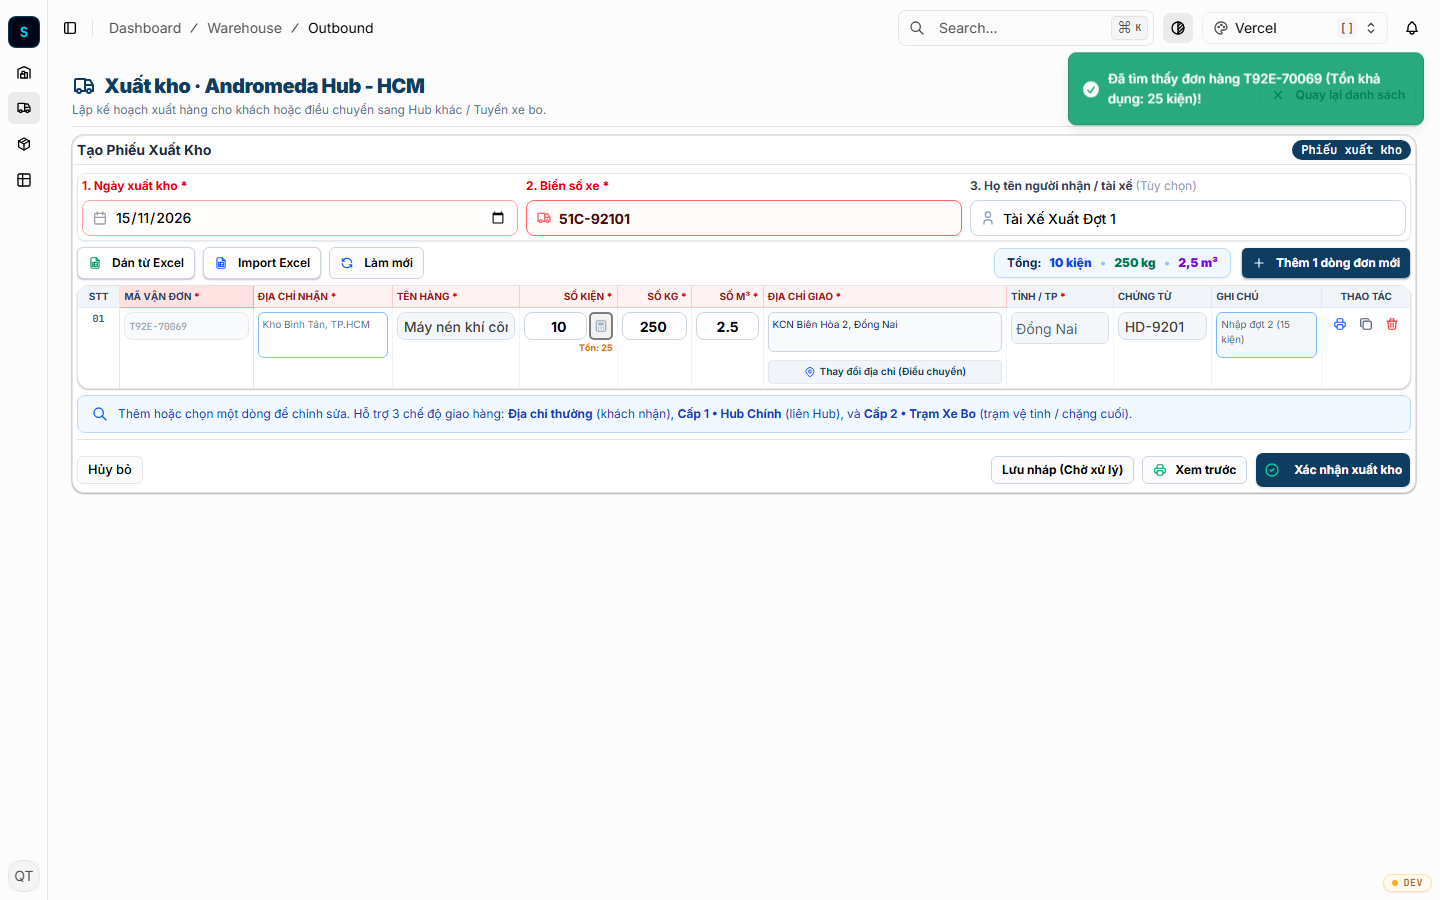 S
Dashboard / Warehouse / Outbound
Search...
⌘ K
Vercel
[ ]
Xuất kho · Andromeda Hub - HCM
Lập kế hoạch xuất hàng cho khách hoặc điều chuyển sang Hub khác / Tuyến xe bo.
Đã tìm thấy đơn hàng T92E-70069 (Tồn khả
dụng: 25 kiện)!
Quay lại danh sách
Tạo Phiếu Xuất Kho
Phiếu xuất kho
1. Ngày xuất kho *
2. Biển số xe *
3. Họ tên người nhận / tài xế (Tùy chọn)
15/11/2026
51C-92101
Tài Xế Xuất Đợt 1
Dán từ Excel
Import Excel
Làm mới
Tổng: 10 kiện • 250 kg • 2,5 m³
Thêm 1 dòng đơn mới
STT
MÃ VẬN ĐƠN *
ĐỊA CHỈ NHẬN *
TÊN HÀNG *
SỐ KIỆN *
SỐ KG *
SỐ M³ *
ĐỊA CHỈ GIAO *
TỈNH / TP *
CHỨNG TỪ
GHI CHÚ
THAO TÁC
01
T92E-70069
Kho Bình Tân, TP.HCM
Máy nén khí côn
10
Tồn: 25
250
2.5
KCN Biên Hòa 2, Đồng Nai
Thay đổi địa chỉ (Điều chuyển)
Đồng Nai
HD-9201
Nhập đợt 2 (15
kiện)
Thêm hoặc chọn một dòng để chỉnh sửa. Hỗ trợ 3 chế độ giao hàng: Địa chỉ thường (khách nhận), Cấp 1 • Hub Chính (liên Hub), và Cấp 2 • Trạm Xe Bo (trạm vệ tinh / chặng cuối).
Hủy bỏ
Lưu nháp (Chờ xử lý)
Xem trước
Xác nhận xuất kho
QT
DEV